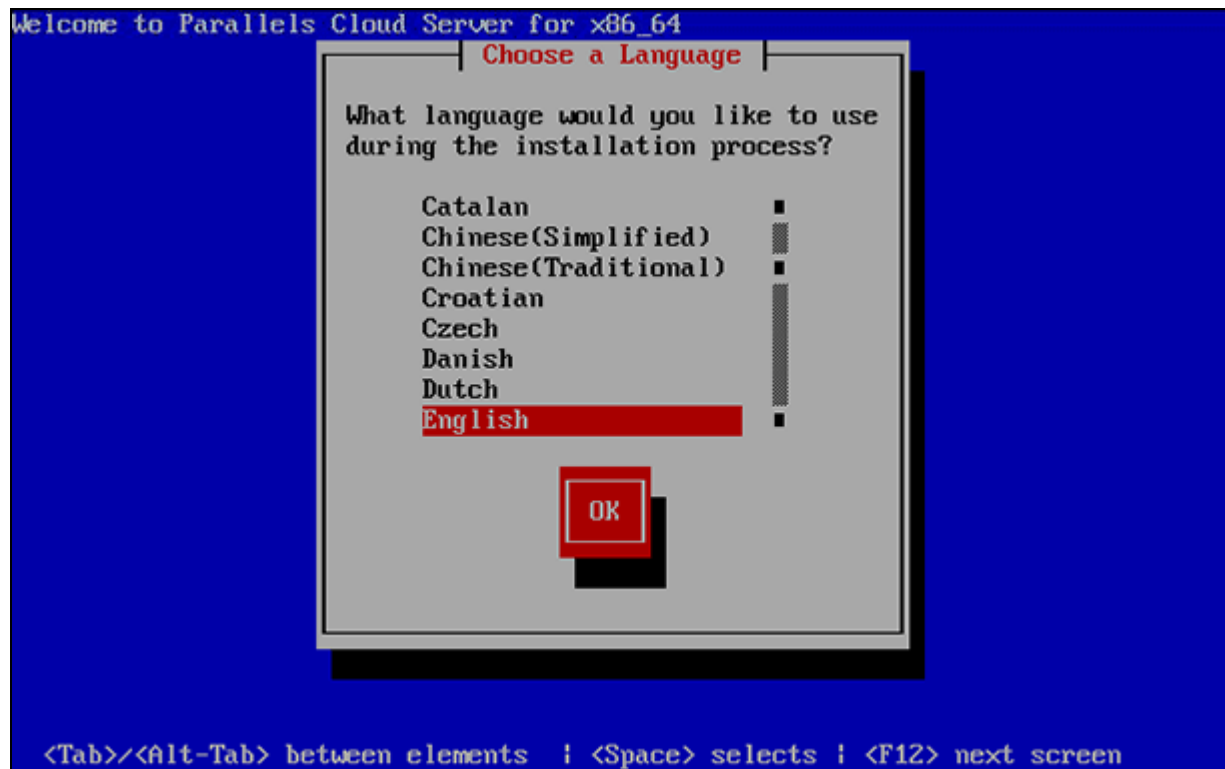 Welcome to Parallels Cloud Server for x86_64
Choose a Language
What language would you like to use
during the installation process?
Catalan
Chinese(Simplified)
Chinese(Traditional)
Croatian
Czech
Danish
Dutch
English
OK
<Tab>/<Alt-Tab> between elements | <Space> selects | <F12> next screen